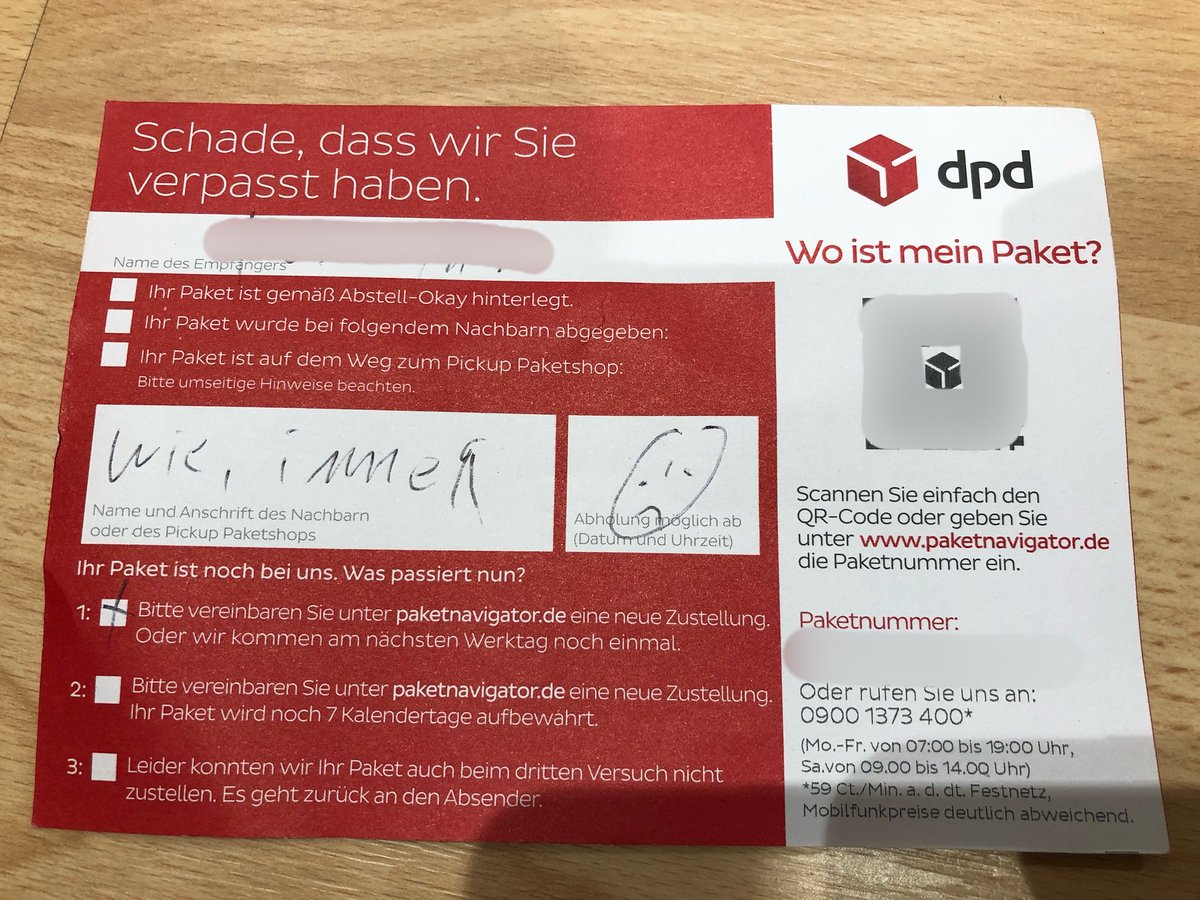 Schade, dass wir Sie
verpasst haben.
Name des Empfängers
Ihr Paket ist gemäß Abstell-Okay hinterlegt.
Ihr Paket wurde bei folgendem Nachbarn abgegeben:
Ihr Paket ist auf dem Weg zum Pickup Paketshop:
Bitte umseitige Hinweise beachten.
wie, immer
Name und Anschrift des Nachbarn
oder des Pickup Paketshops
Abholung möglich ab
(Datum und Uhrzeit)
Ihr Paket ist noch bei uns. Was passiert nun?
1: Bitte vereinbaren Sie unter paketnavigator.de eine neue Zustellung.
Oder wir kommen am nächsten Werktag noch einmal.
2: Bitte vereinbaren Sie unter paketnavigator.de eine neue Zustellung.
Ihr Paket wird noch 7 Kalendertage aufbewahrt.
3: Leider konnten wir Ihr Paket auch beim dritten Versuch nicht
zustellen. Es geht zurück an den Absender.
dpd
Wo ist mein Paket?
Scannen Sie einfach den
QR-Code oder geben Sie
unter www.paketnavigator.de
die Paketnummer ein.
Paketnummer:
Oder rufen Sie uns an:
0900 1373 400*
(Mo.-Fr. von 07:00 bis 19:00 Uhr,
Sa.von 09.00 bis 14.00 Uhr)
*59 Ct./Min. a. d. dt. Festnetz,
Mobilfunkpreise deutlich abweichend.